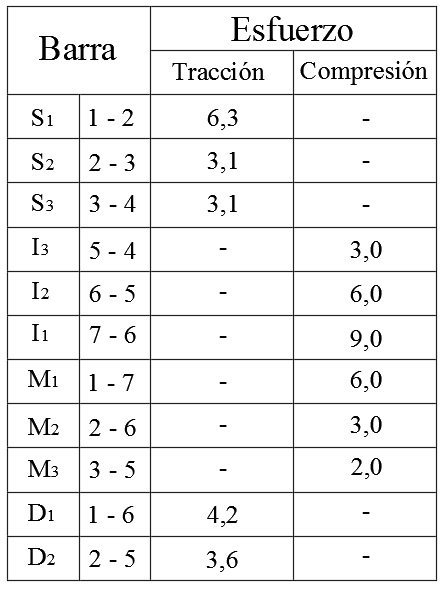 Barra Esfuerzo
Tracción Compresión
S1 1 - 2 6,3 -
S2 2 - 3 3,1 -
S3 3 - 4 3,1 -
I3 5 - 4 - 3,0
I2 6 - 5 - 6,0
I1 7 - 6 - 9,0
M1 1 - 7 - 6,0
M2 2 - 6 - 3,0
M3 3 - 5 - 2,0
D1 1 - 6 4,2 -
D2 2 - 5 3,6 -